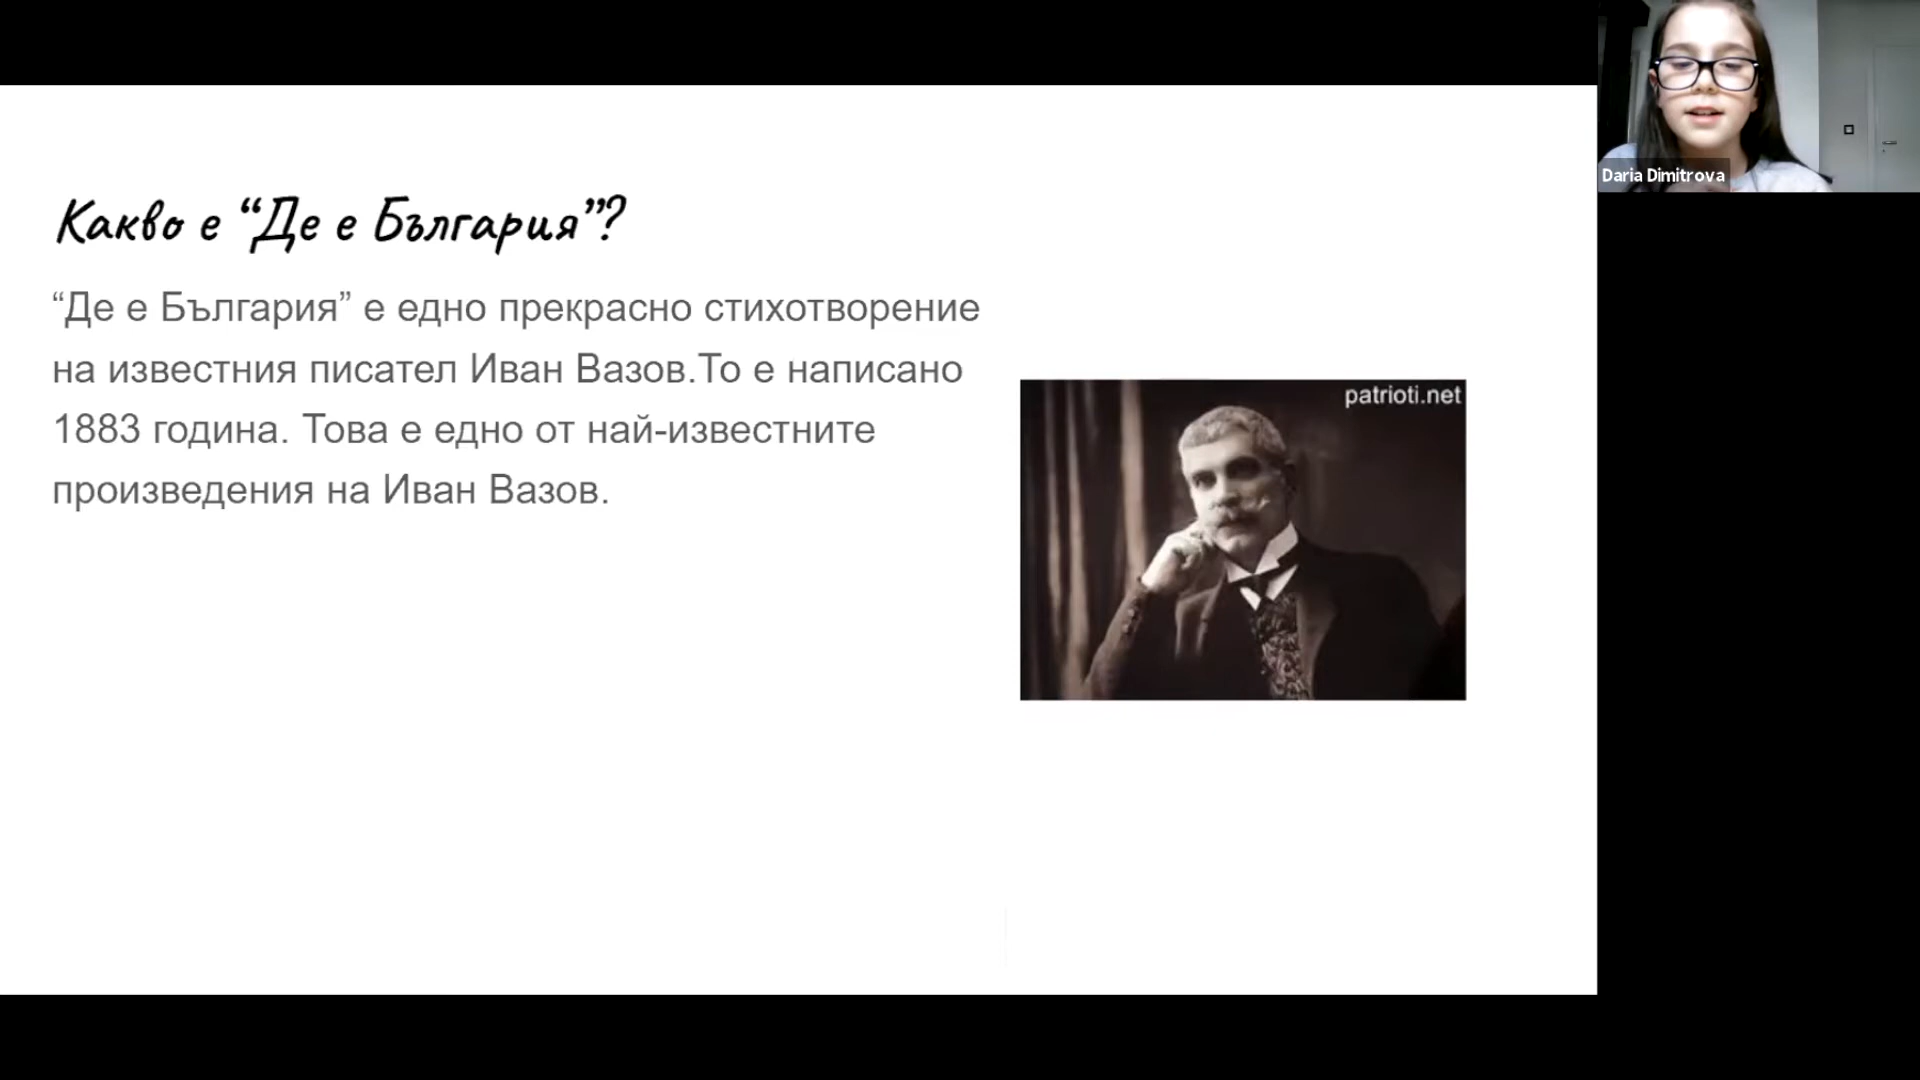 Какво е “Де е България”?
“Де е България” е едно прекрасно стихотворение
на известния писател Иван Вазов.То е написано
1883 година. Това е едно от най-известните
произведения на Иван Вазов.
patrioti.net
Daria Dimitrova